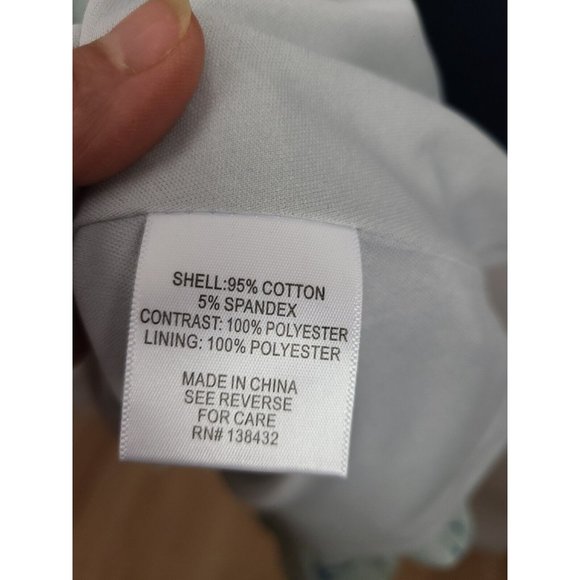 SHELL:95% COTTON
5% SPANDEX
CONTRAST: 100% POLYESTER
LINING: 100% POLYESTER
MADE IN CHINA
SEE REVERSE
FOR CARE
RN# 138432